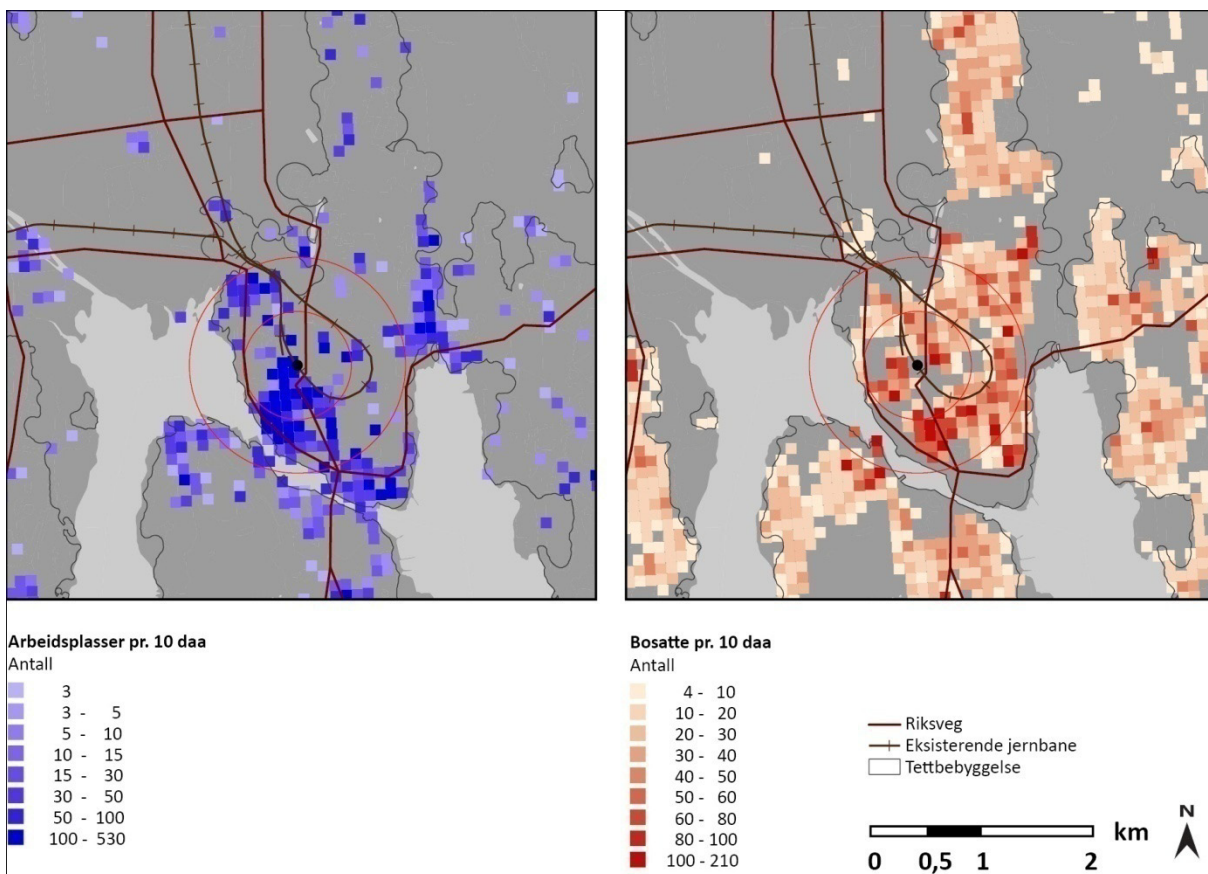 Arbeidsplasser pr. 10 daa
Antall
3
3 - 5
5 - 10
10 - 15
15 - 30
30 - 50
50 - 100
100 - 530
Bosatte pr. 10 daa
Antall
4 - 10
10 - 20
20 - 30
30 - 40
40 - 50
50 - 60
60 - 80
80 - 100
100 - 210
Riksveg
Eksisterende jernbane
Tettbebyggelse
km
0 0,5 1 2
N